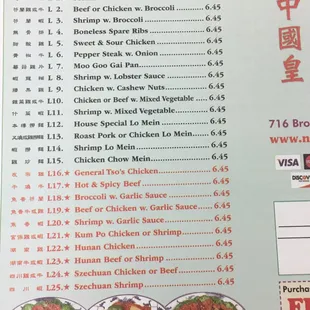 L 2. Beef or Chicken w. Broccoli 6.45
L 3. Shrimp w. Broccoli 6.45
L 4. Boneless Spare Ribs 6.45
L 5. Sweet & Sour Chicken 6.45
L 6. Pepper Steak w. Onion 6.45
L 7. Moo Goo Gai Pan 6.45
L 8. Shrimp w. Lobster Sauce 6.45
L 9. Chicken w. Cashew Nuts 6.45
L10. Chicken or Beef w. Mixed Vegetable 6.45
L11. Shrimp w. Mixed Vegetable 6.45
L12. House Special Lo Mein 6.45
L13. Roast Pork or Chicken Lo Mein 6.45
L14. Shrimp Lo Mein 6.45
L15. Chicken Chow Mein 6.45
L16.★ General Tso's Chicken 6.45
L17.★ Hot & Spicy Beef 6.45
L18.★ Broccoli w. Garlic Sauce 6.45
L19.★ Beef or Chicken w. Garlic Sauce 6.45
L20.★ Shrimp w. Garlic Sauce 6.45
L21.★ Kum Po Chicken or Shrimp 6.45
L22.★ Hunan Chicken 6.45
L23.★ Hunan Beef or Shrimp 6.45
L24.★ Szechuan Chicken or Beef 6.45
L25.★ Szechuan Shrimp 6.45
中國皇
716 Bro
www.n
VISA
DISCOV
Purcha